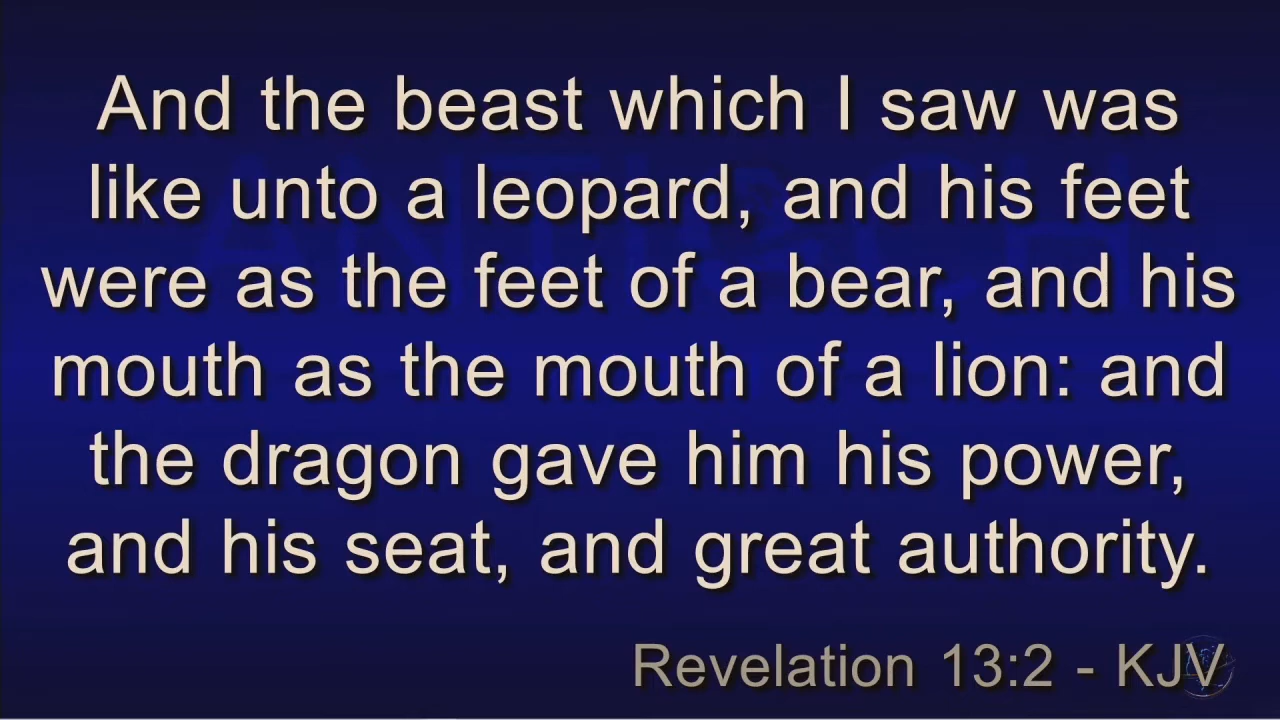 And the beast which I saw was
like unto a leopard, and his feet
were as the feet of a bear, and his
mouth as the mouth of a lion: and
the dragon gave him his power,
and his seat, and great authority.
Revelation 13:2 - KJV